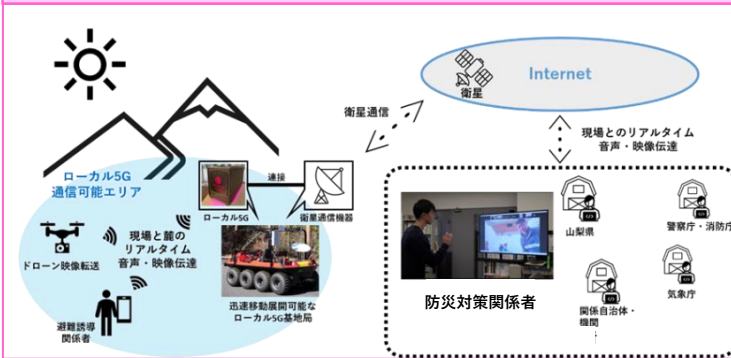 Internet
衛星
衛星通信
現場とのリアルタイム
音声・映像伝達
ローカル5G
通信可能エリア
連接
ローカル5G
衛星通信機器
現場と麓の
リアルタイム
音声・映像伝達
ドローン映像転送
迅速移動展開可能な
ローカル5G基地局
避難誘導
関係者
山梨県
警察庁・消防庁
防災対策関係者
関係自治体・
機関
気象庁